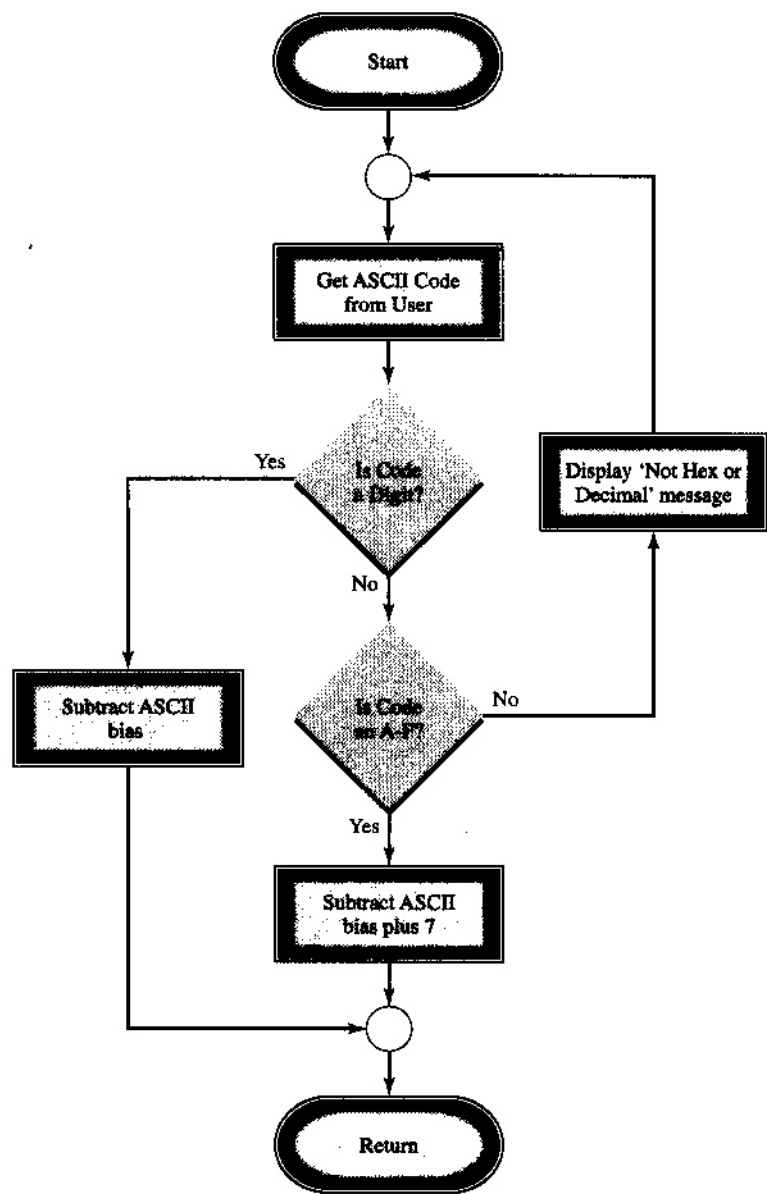 Start
Get ASCII Code
from User
Yes
Is Code
a Digit?
Display ‘Not Hex or
Decimal’ message
No
Subtract ASCII
bias
Is Code
an A-F?
No
Yes
Subtract ASCII
bias plus 7
Return